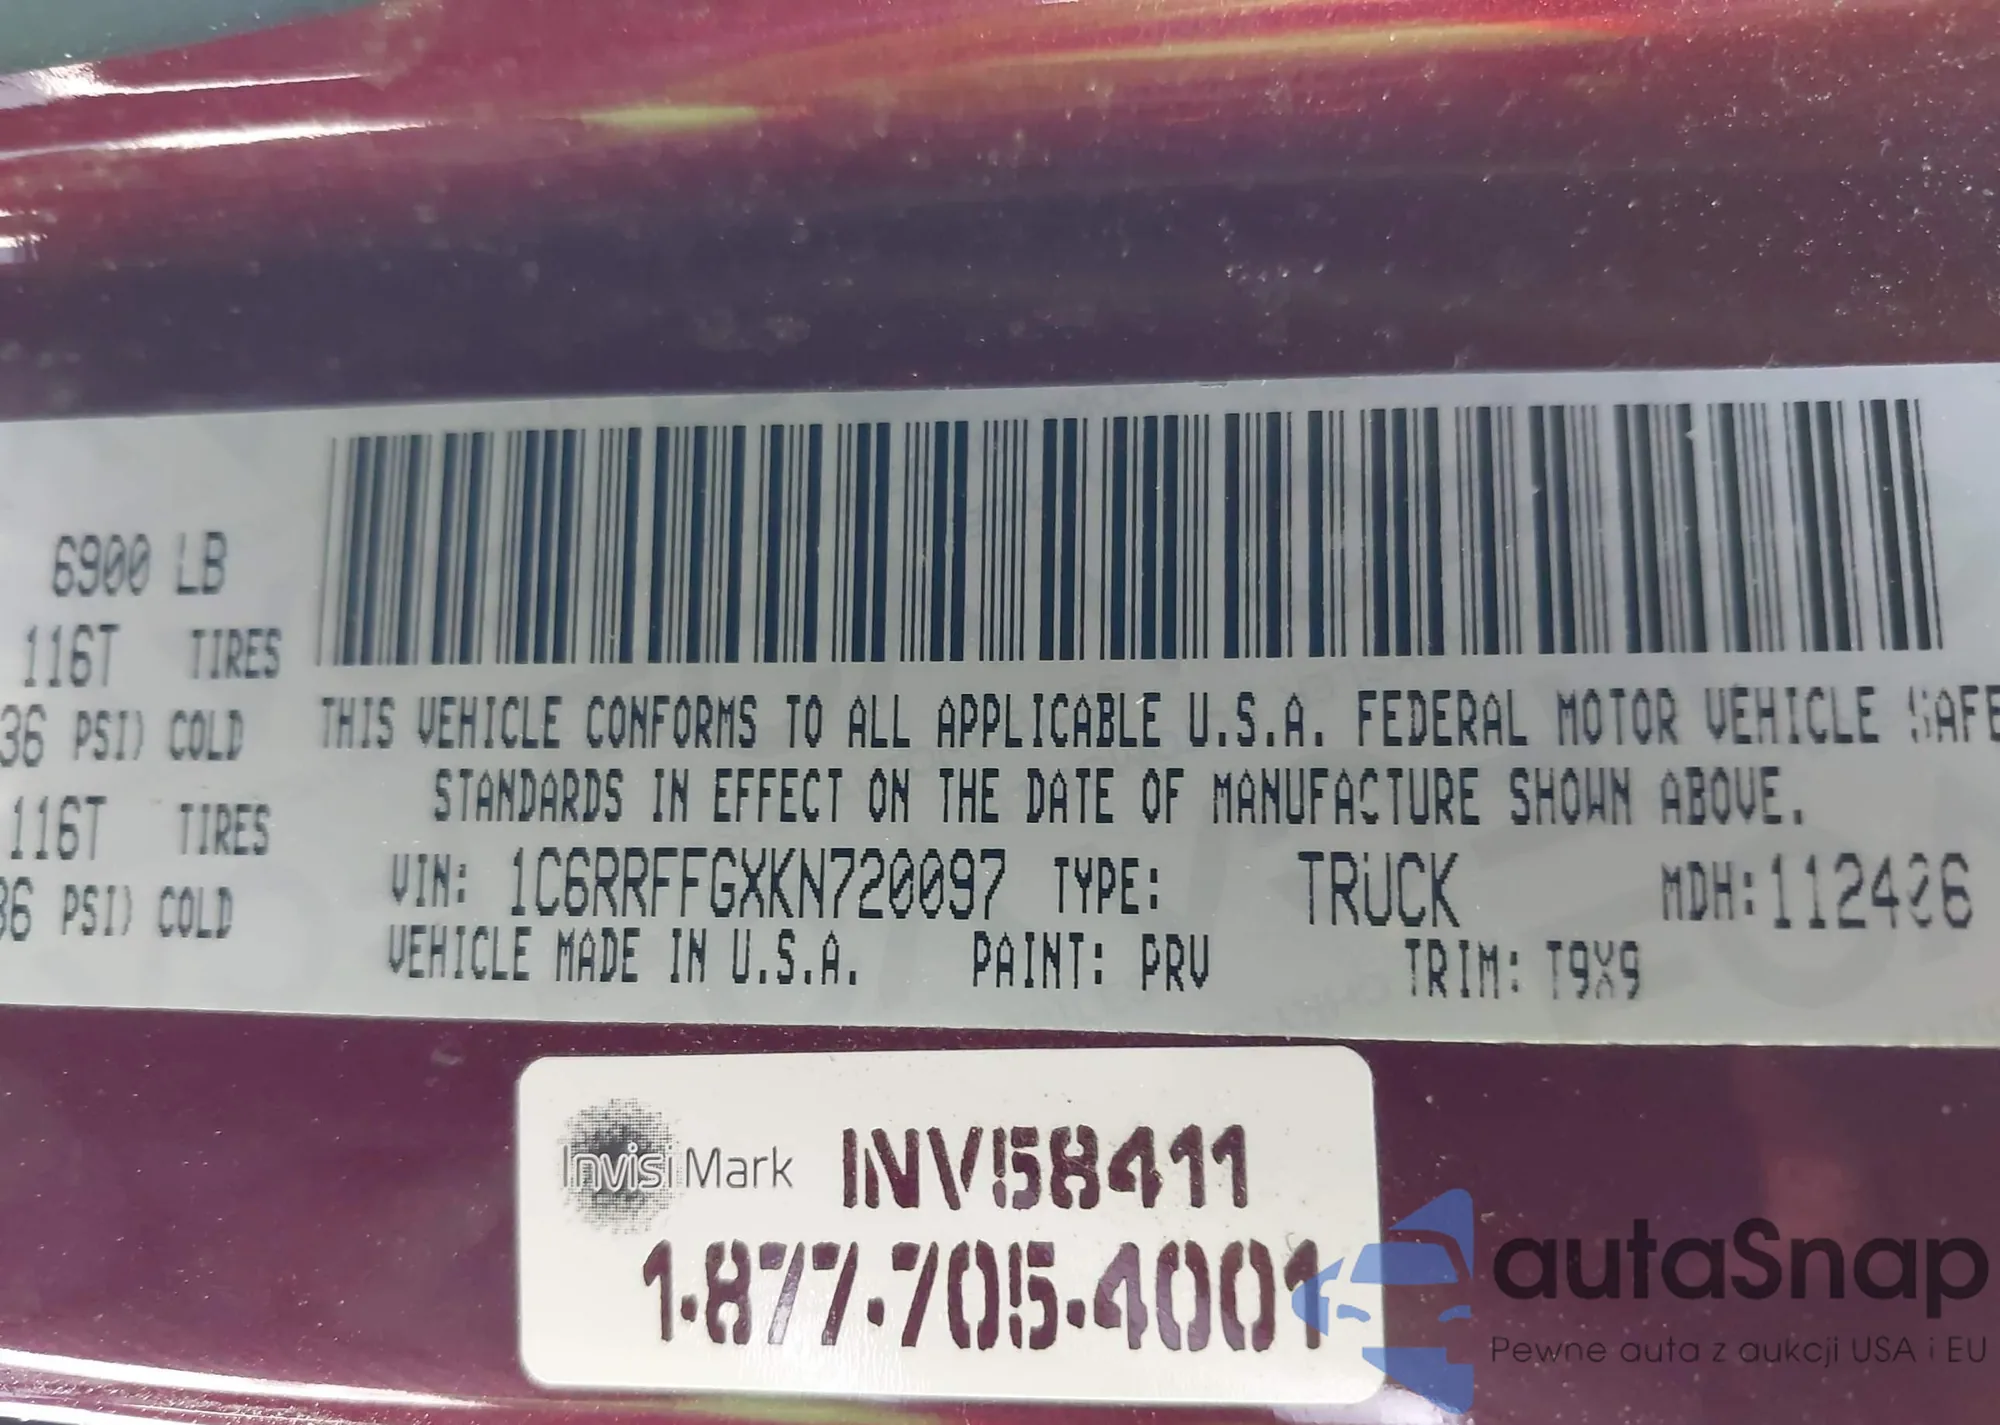 6900 LB
116T TIRES
36 PSI) COLD
116T TIRES
36 PSI) COLD
THIS VEHICLE CONFORMS TO ALL APPLICABLE U.S.A. FEDERAL MOTOR VEHICLE SAFE
STANDARDS IN EFFECT ON THE DATE OF MANUFACTURE SHOWN ABOVE.
VIN: 1C6RRFFGXKN720097 TYPE: TRUCK MDH:
VEHICLE MADE IN U.S.A. PAINT: PRV TRIM: T9X9
InvisiMark INV58411
1-877-705-4001
autaSnap
Pewne auta z aukcji USA i EU